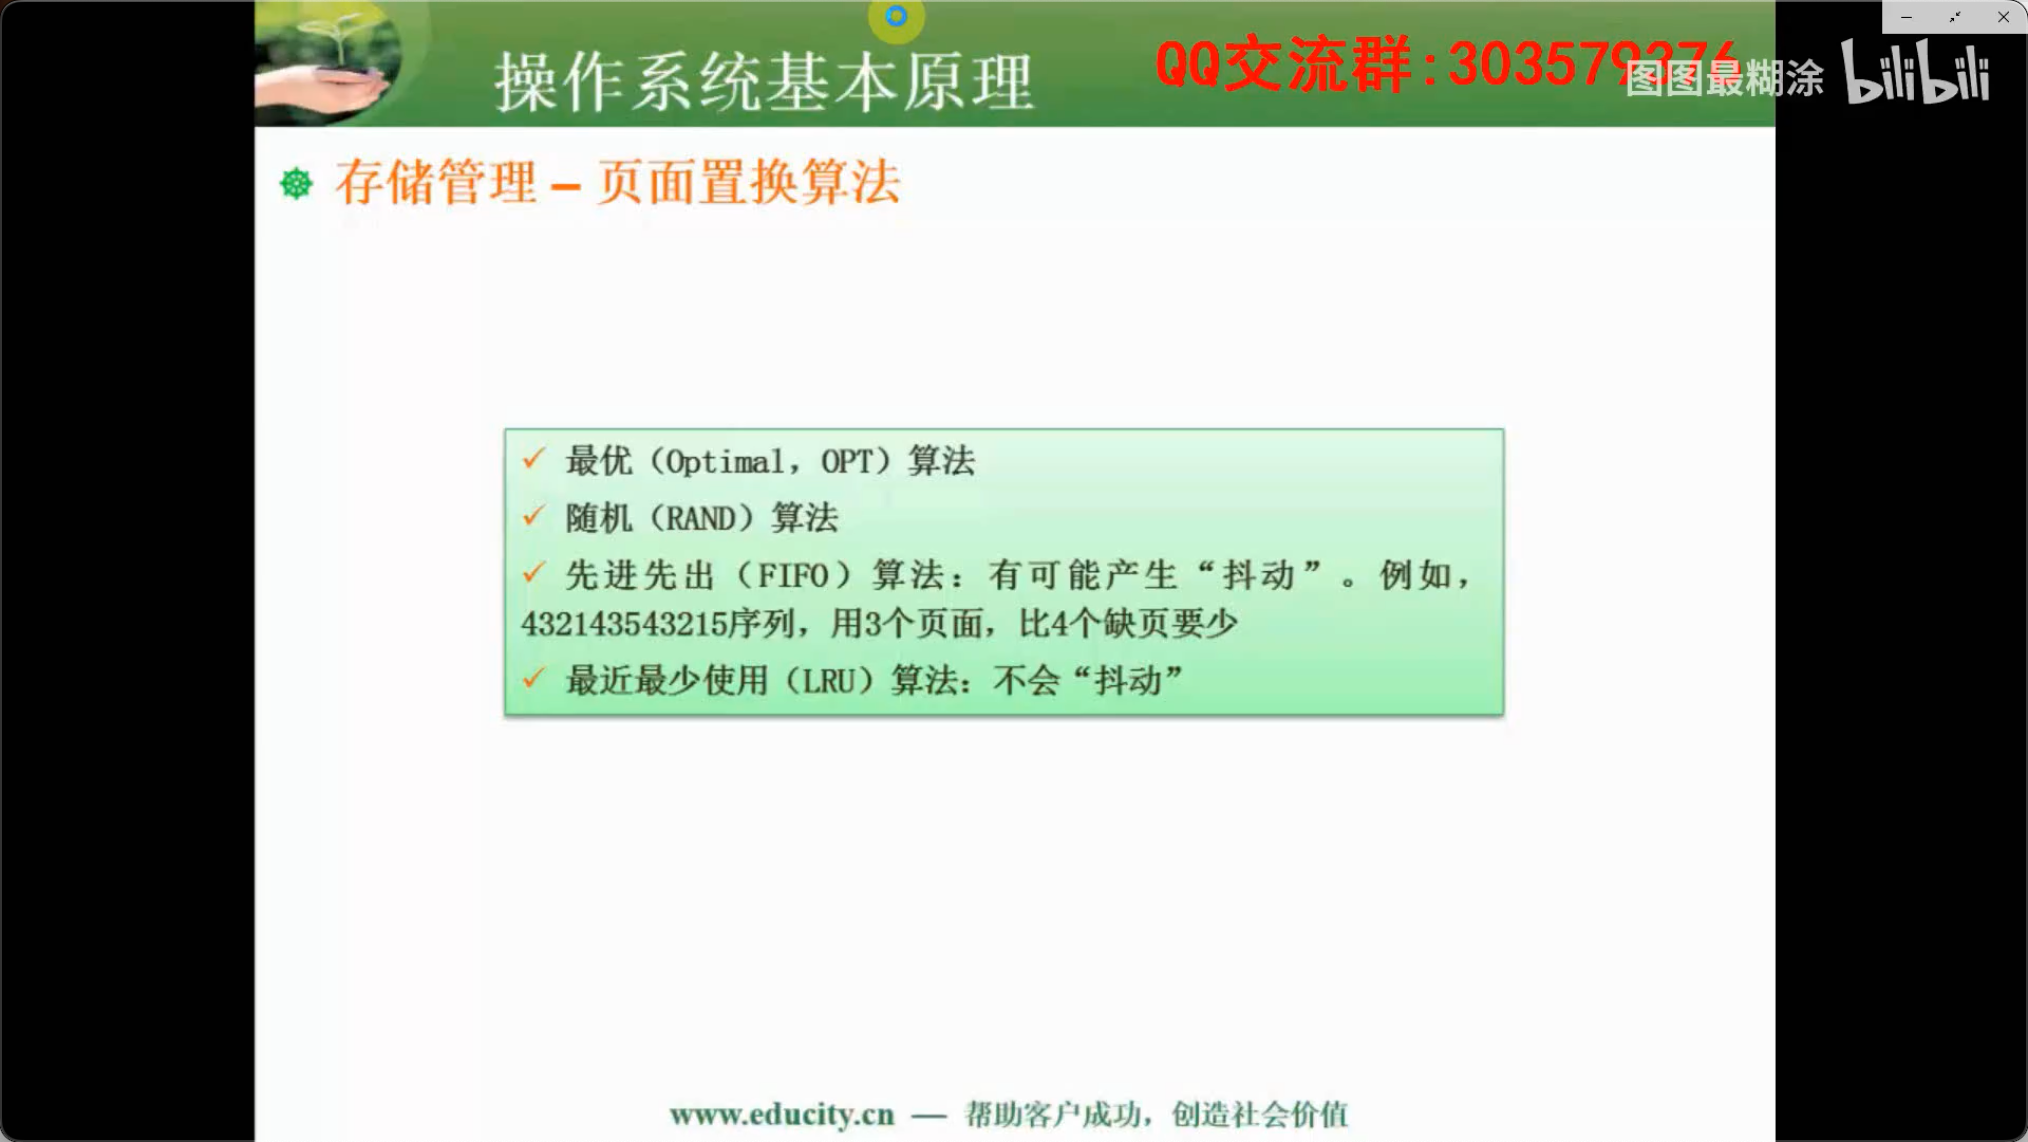 操作系统基本原理
QQ交流群:303579376
图图最糊涂 bilibili
存储管理 – 页面置换算法
✓ 最优（Optimal，OPT）算法
✓ 随机（RAND）算法
✓ 先进先出（FIFO）算法：有可能产生“抖动”。例如，
432143543215序列，用3个页面，比4个缺页要少
✓ 最近最少使用（LRU）算法：不会“抖动”
www.educity.cn — 帮助客户成功，创造社会价值